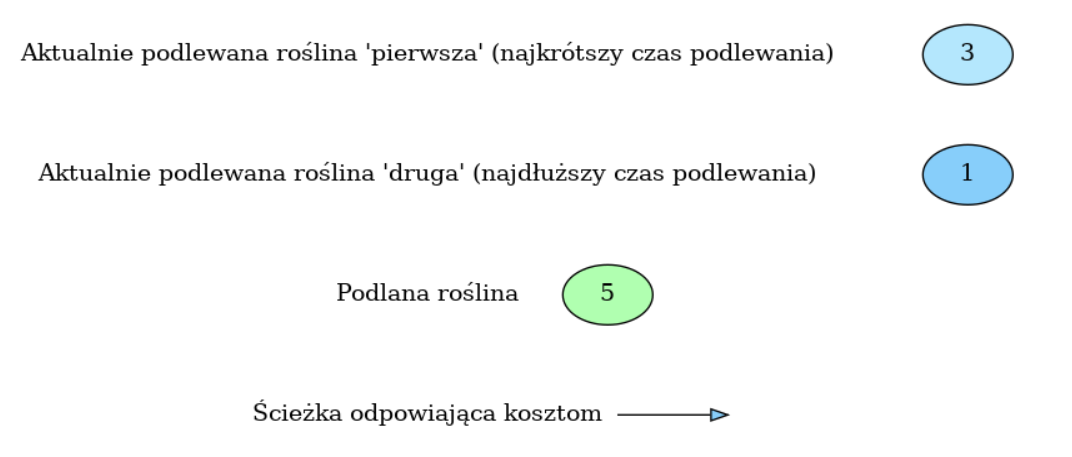 Aktualnie podlewana roślina 'pierwsza' (najkrótszy czas podlewania) 3
Aktualnie podlewana roślina 'druga' (najdłuższy czas podlewania) 1
Podlana roślina 5
Ścieżka odpowiająca kosztom